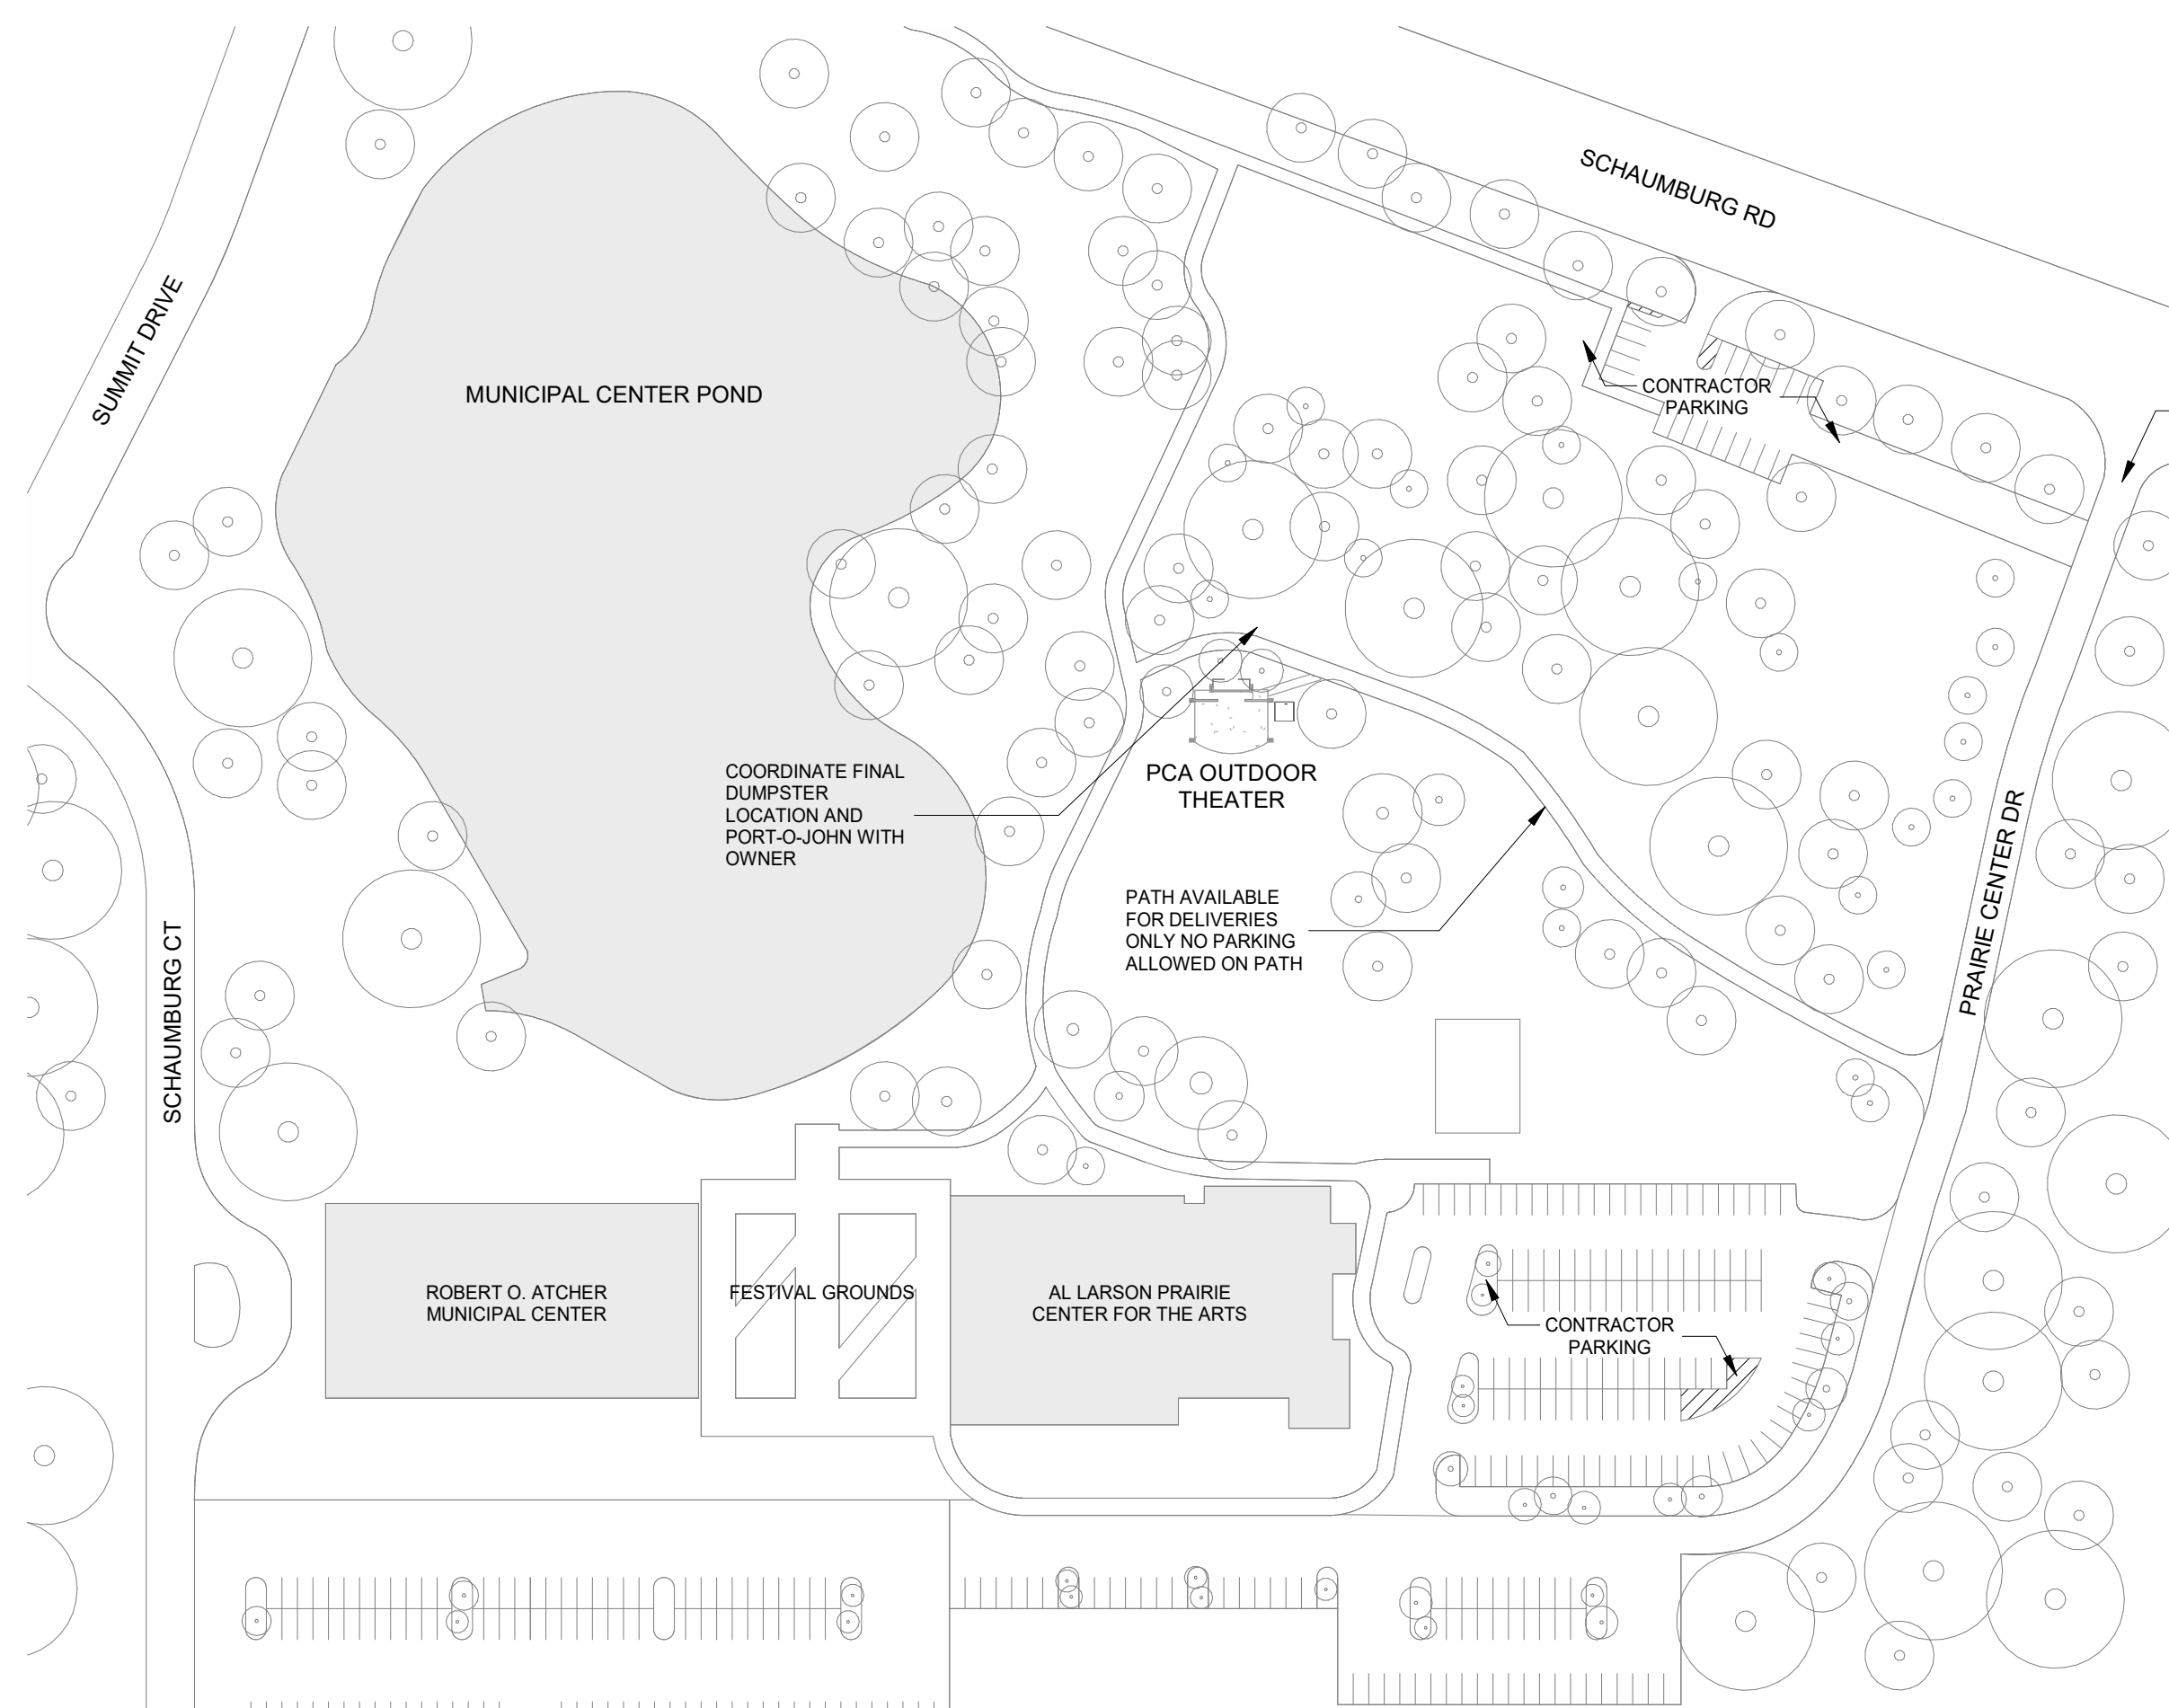 SCHAUMBURG RD
SUMMIT DRIVE
MUNICIPAL CENTER POND
CONTRACTOR
PARKING
COORDINATE FINAL
DUMPSTER
LOCATION AND
PORT-O-JOHN WITH
OWNER
PCA OUTDOOR
THEATER
PATH AVAILABLE
FOR DELIVERIES
ONLY NO PARKING
ALLOWED ON PATH
PRAIRIE CENTER DR
SCHAUMBURG CT
ROBERT O. ATCHER
MUNICIPAL CENTER
FESTIVAL GROUNDS
AL LARSON PRAIRIE
CENTER FOR THE ARTS
CONTRACTOR
PARKING